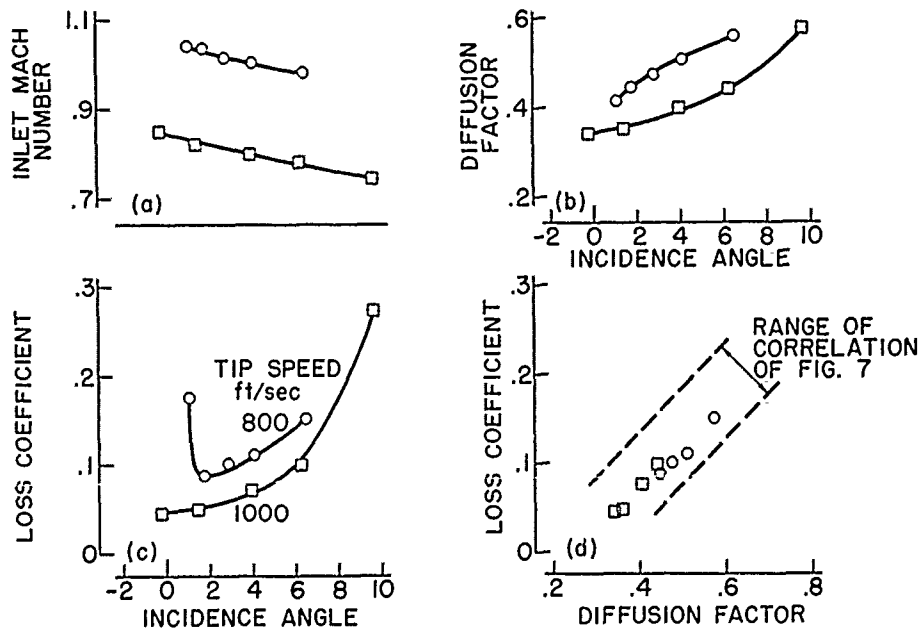 1.1
.9
.7
INLET MACH
NUMBER
(a)
.6
.4
.2
DIFFUSION
FACTOR
(b)
-2 0 2 4 6 8 10
INCIDENCE ANGLE
.3
.2
.1
0
LOSS COEFFICIENT
TIP SPEED
ft/sec
800
1000
(c)
-2 0 2 4 6 8 10
INCIDENCE ANGLE
.3
.2
.1
0
LOSS COEFFICIENT
RANGE OF
CORRELATION
OF FIG. 7
(d)
.2 .4 .6 .8
DIFFUSION FACTOR